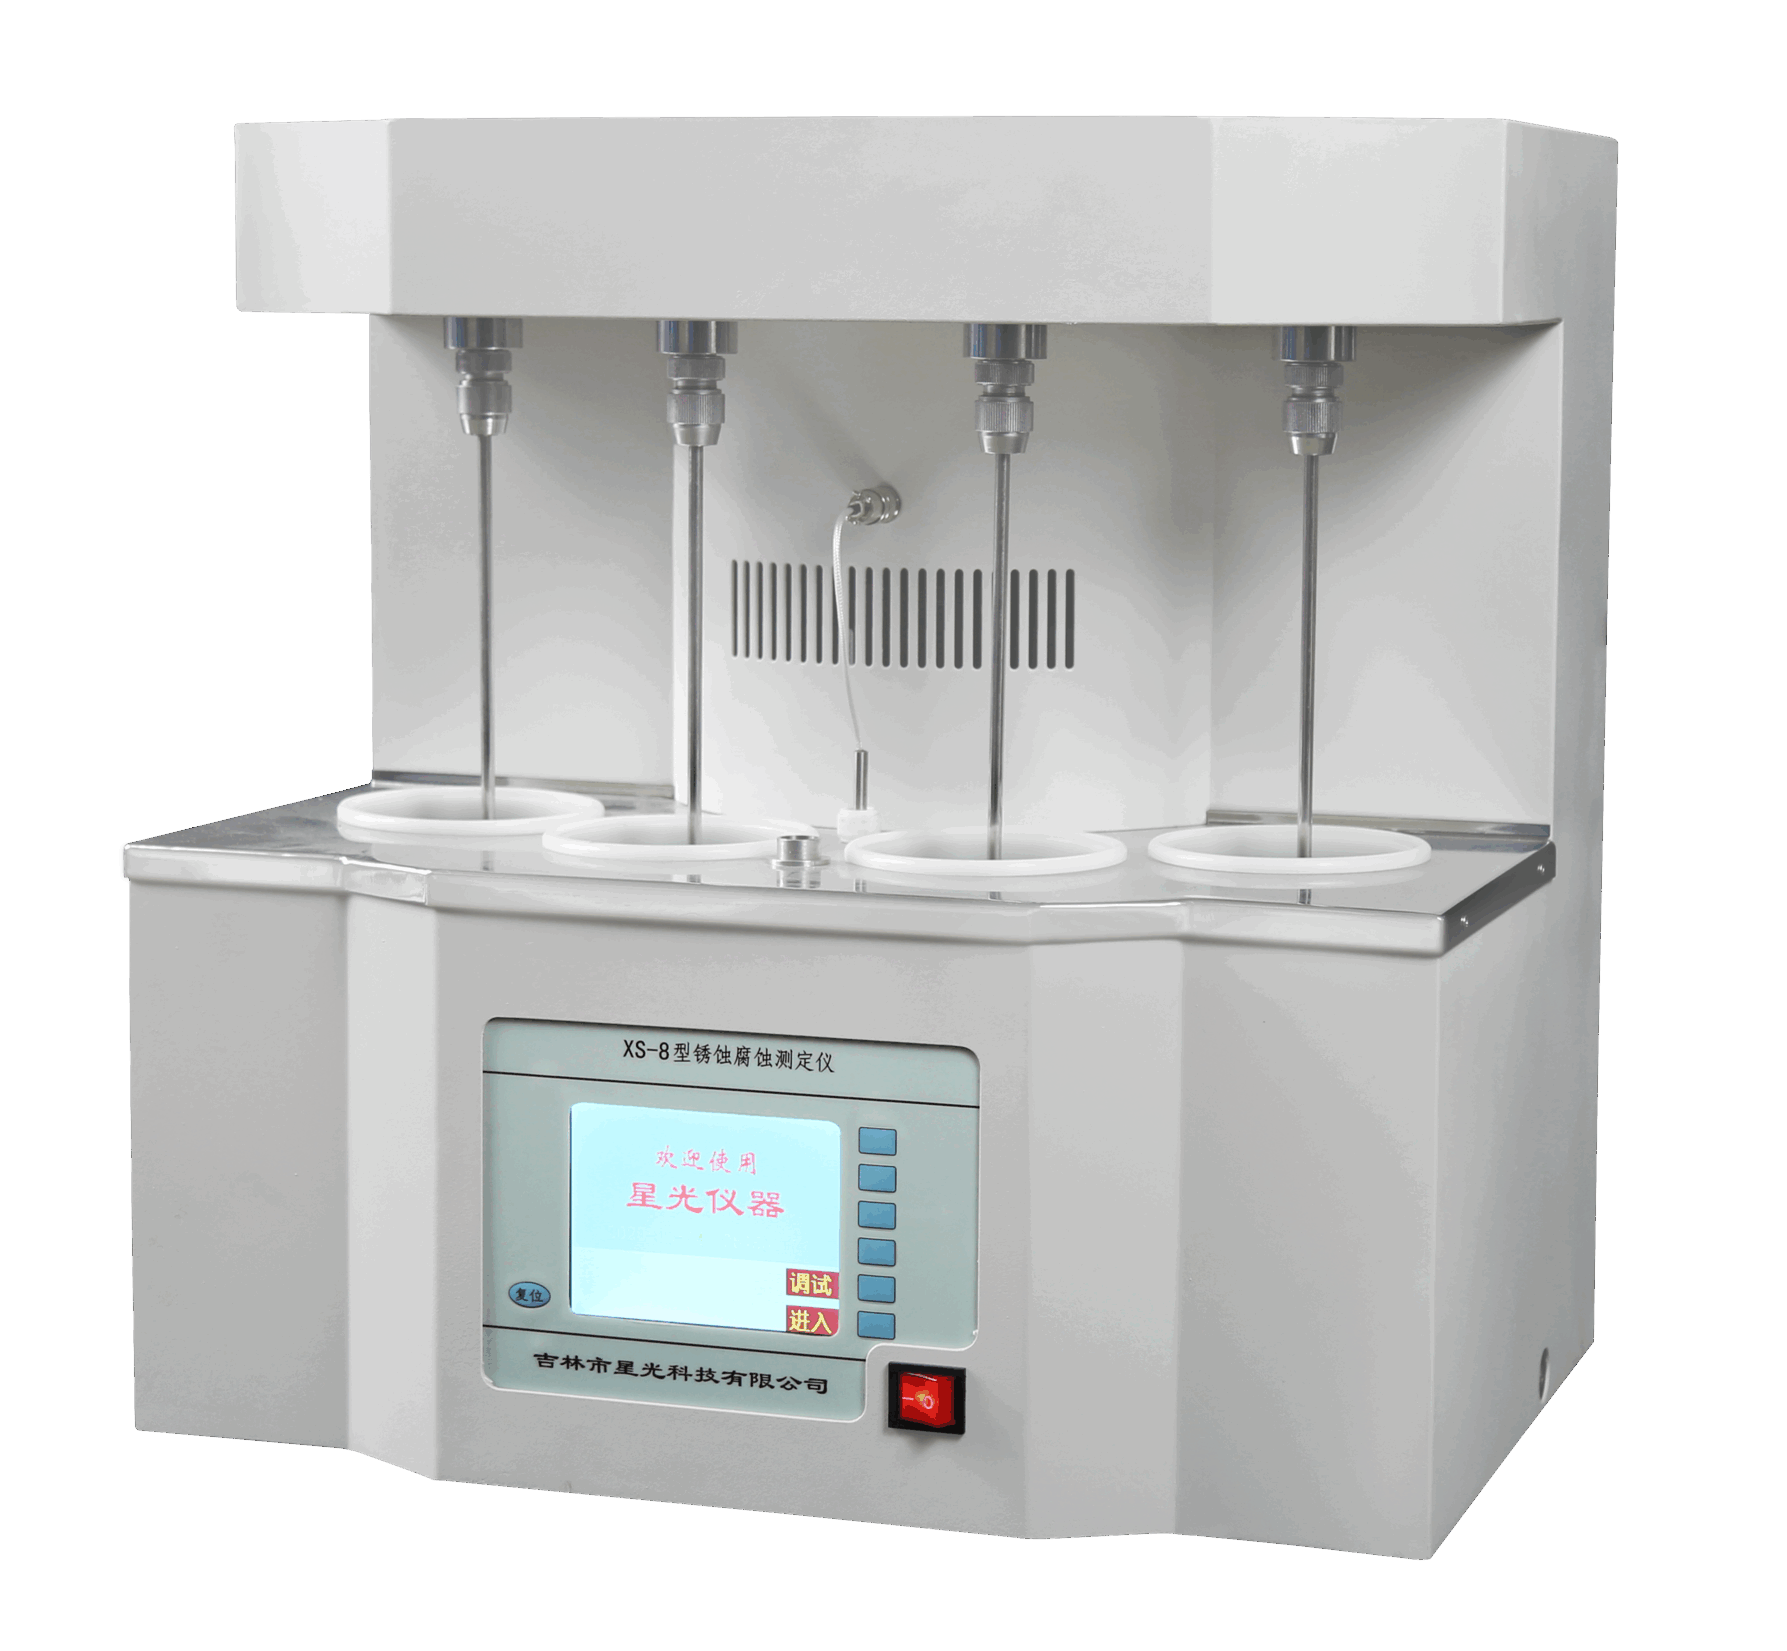 XS-8型锈蚀腐蚀测定仪
欢迎使用
星光仪器
调试
进入
复位
吉林市星光科技有限公司